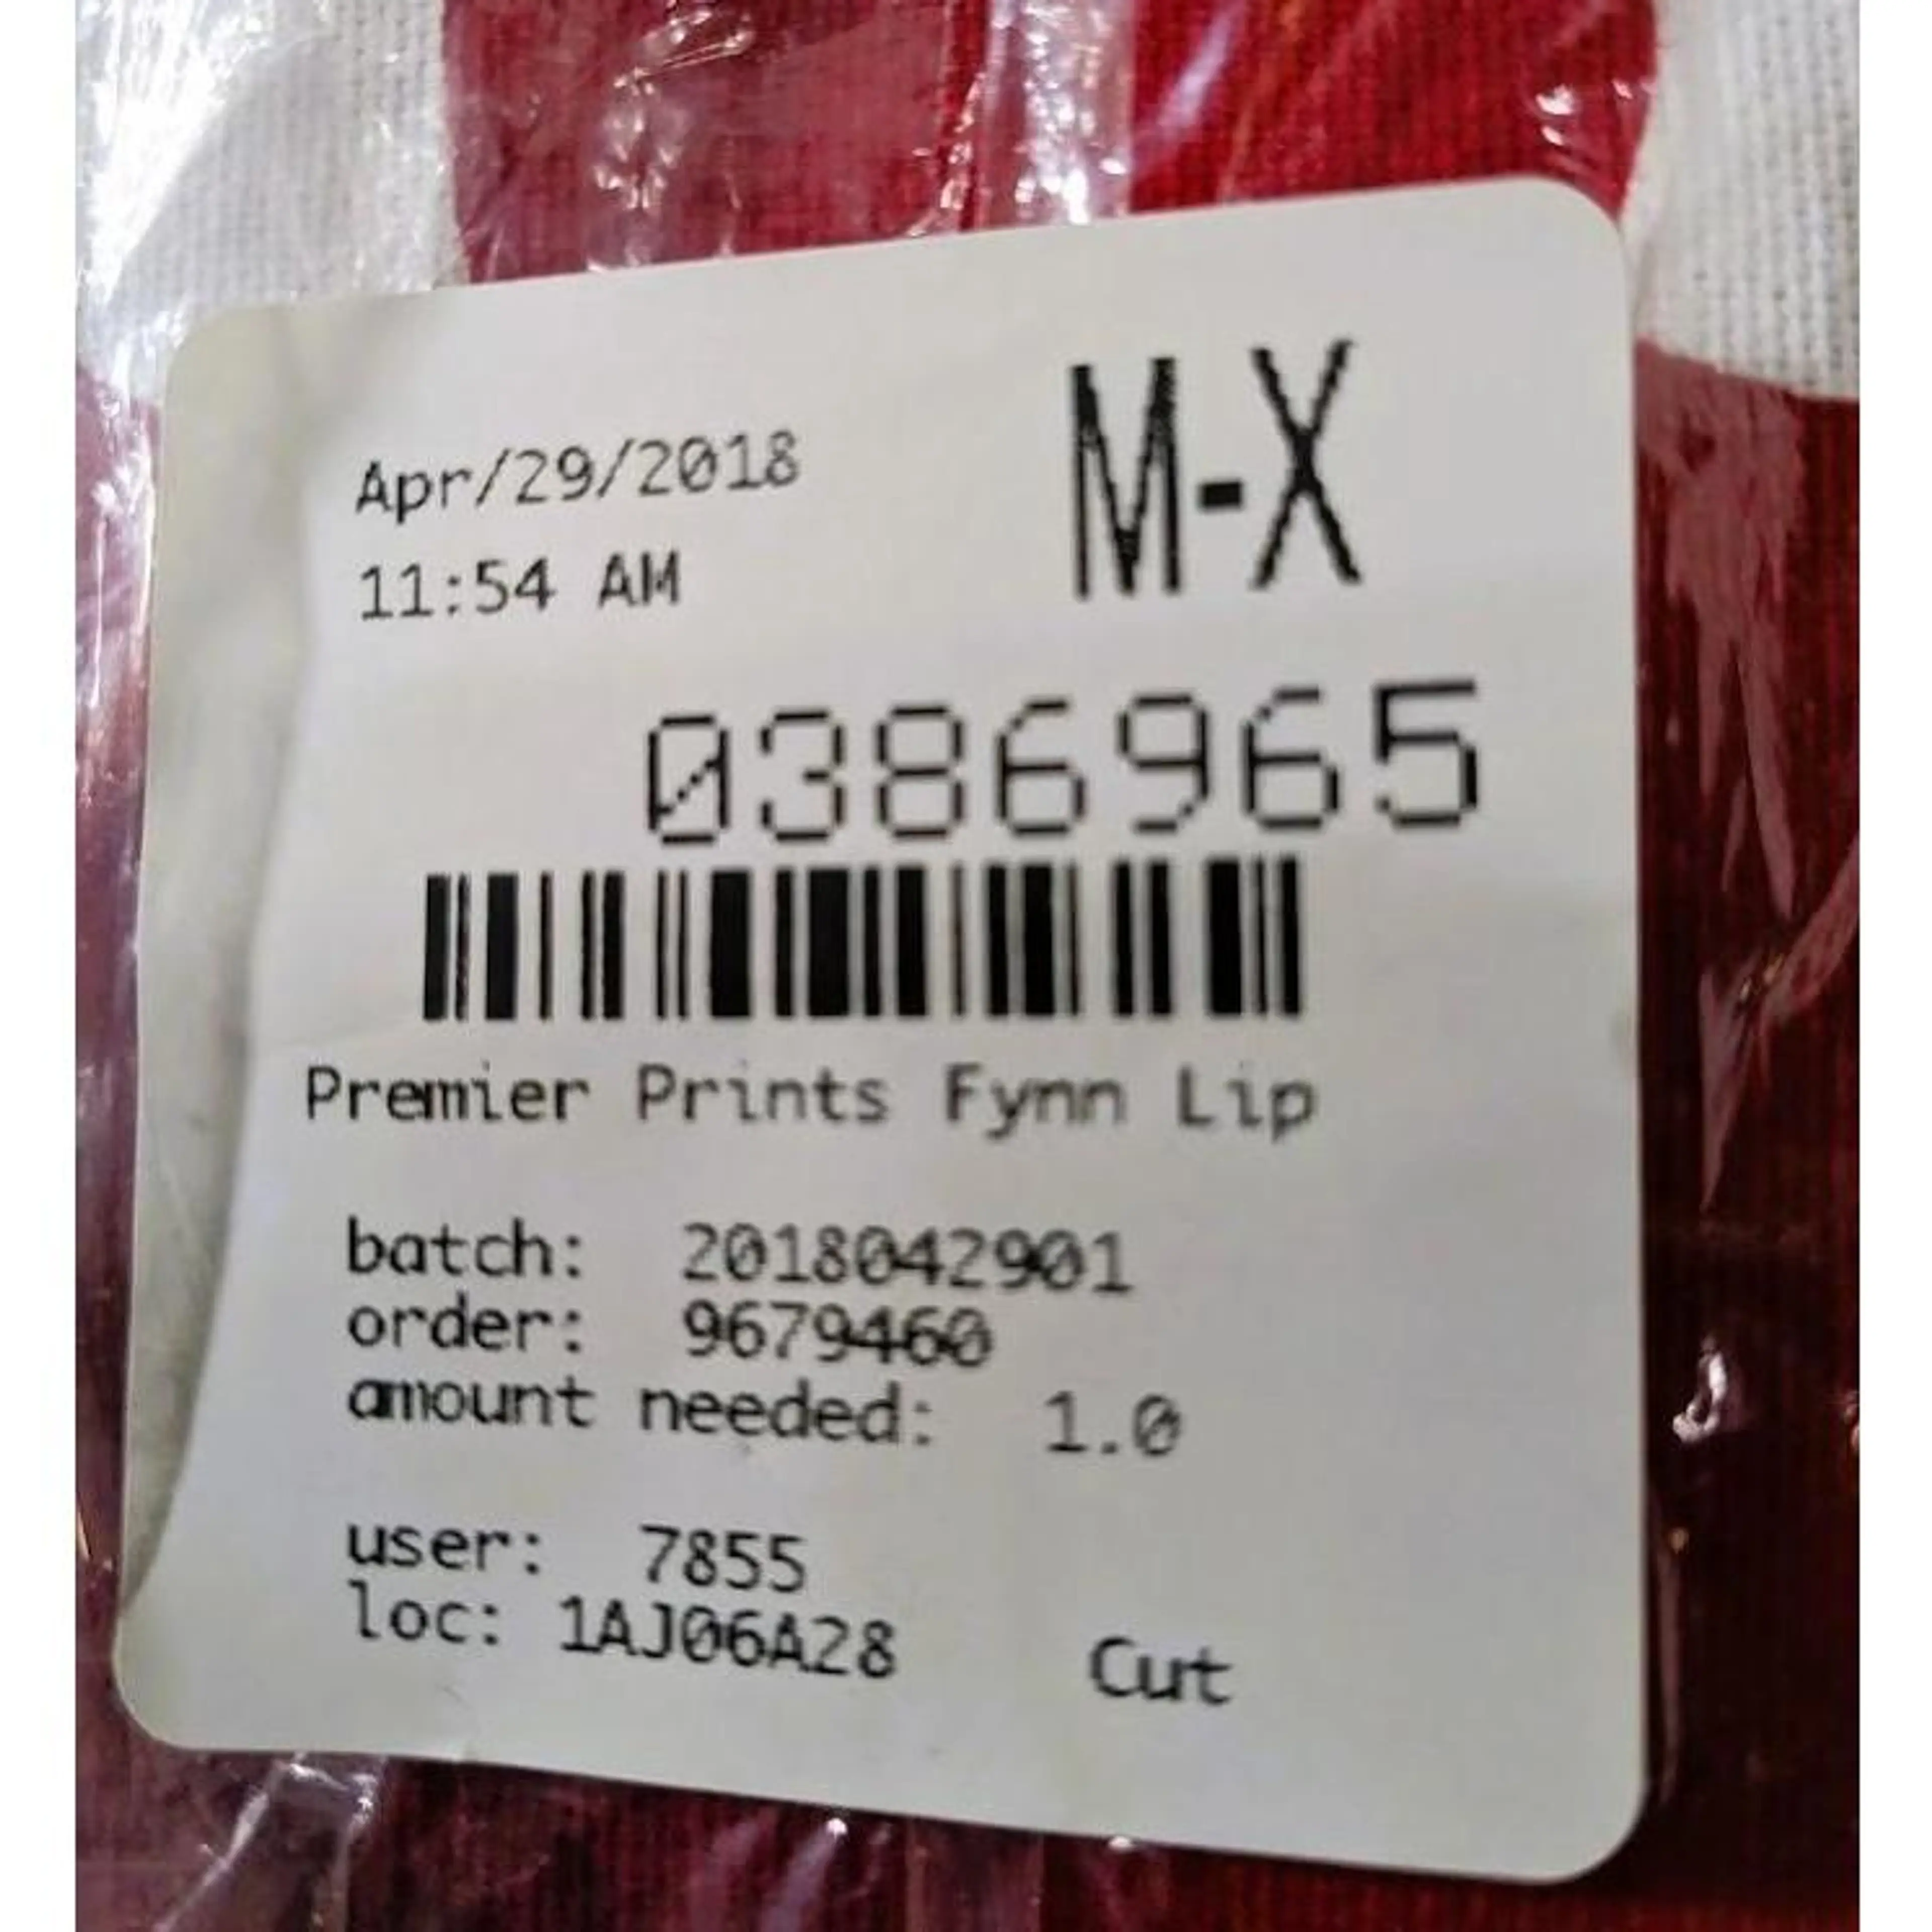 Apr/29/2018
M-X
11:54 AM
0386965
Premier Prints Fynn Lip
batch: 2018042901
order: 9679460
amount needed: 1.0
user: 7855
loc: 1AJ06A28
Cut